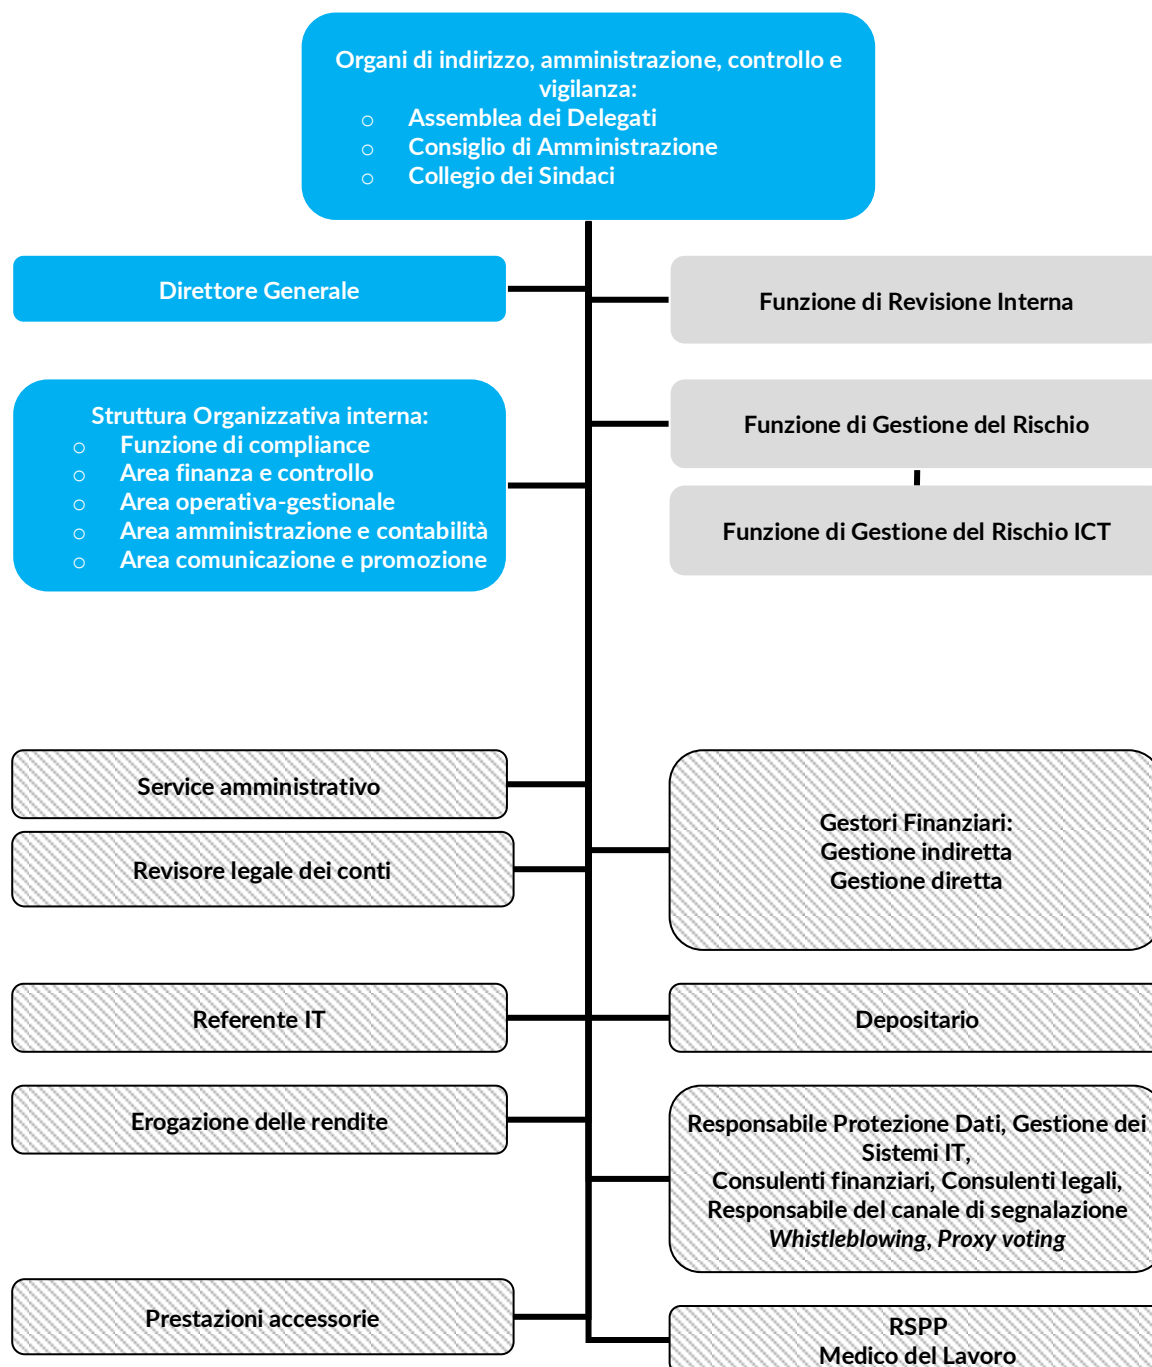 Organi di indirizzo, amministrazione, controllo e
vigilanza:
○ Assemblea dei Delegati
○ Consiglio di Amministrazione
○ Collegio dei Sindaci
Direttore Generale
Funzione di Revisione Interna
Struttura Organizzativa interna:
○ Funzione di compliance
○ Area finanza e controllo
○ Area operativa-gestionale
○ Area amministrazione e contabilità
○ Area comunicazione e promozione
Funzione di Gestione del Rischio
Funzione di Gestione del Rischio ICT
Service amministrativo
Revisore legale dei conti
Gestori Finanziari:
Gestione indiretta
Gestione diretta
Referente IT
Depositario
Erogazione delle rendite
Responsabile Protezione Dati, Gestione dei
Sistemi IT,
Consulenti finanziari, Consulenti legali,
Responsabile del canale di segnalazione
Whistleblowing, Proxy voting
Prestazioni accessorie
RSPP
Medico del Lavoro